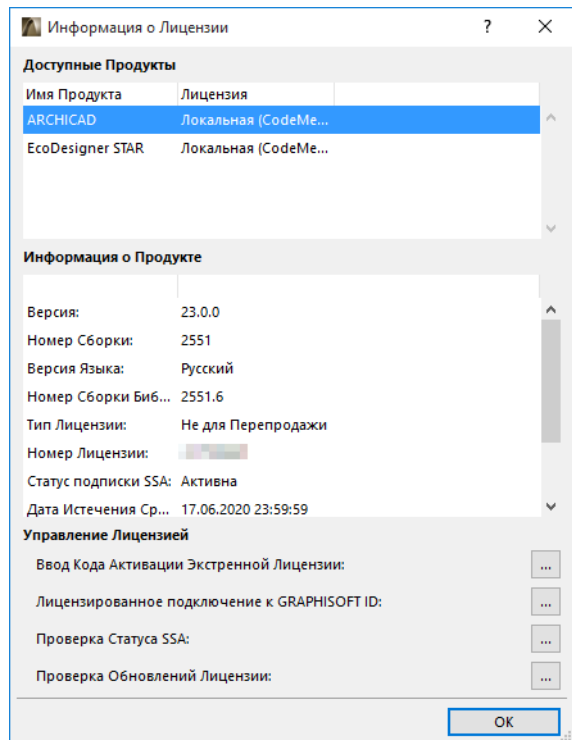 Информация о Лицензии
Доступные Продукты
Имя Продукта Лицензия
ARCHICAD Локальная (CodeMe...
EcoDesigner STAR Локальная (CodeMe...
Информация о Продукте
Версия: 23.0.0
Номер Сборки: 2551
Версия Языка: Русский
Номер Сборки Биб... 2551.6
Тип Лицензии: Не для Перепродажи
Номер Лицензии:
Статус подписки SSA: Активна
Дата Истечения Ср... 17.06.2020 23:59:59
Управление Лицензией
Ввод Кода Активации Экстренной Лицензии: ...
Лицензированное подключение к GRAPHISOFT ID: ...
Проверка Статуса SSA: ...
Проверка Обновлений Лицензии: ...
OK